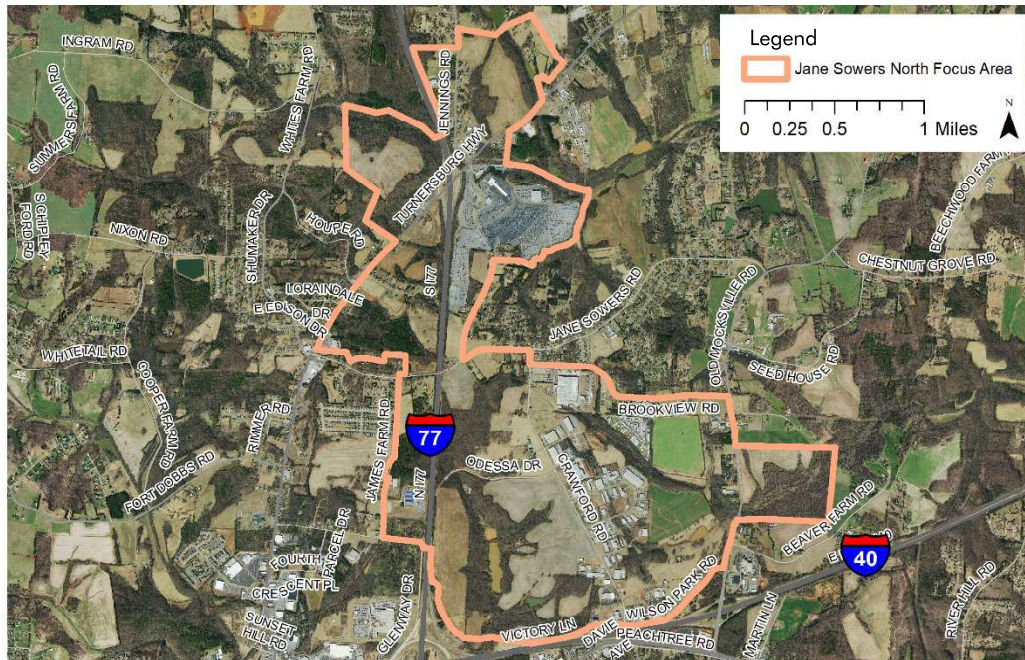 Legend
Jane Sowers North Focus Area
0 0.25 0.5 1 Miles
N
INGRAM RD
SUMMERS FARM RD
WHITES FARM RD
JENNINGS RD
TURNERSBURG HWY
S CHIPLEY
FORD RD
NIXON RD
SHUMAKER DR
HOUPE RD
S I 77
BEECHWOOD FARM
CHESTNUT GROVE RD
LORAINDALE
DR
E EDISON DR
JANE SOWERS RD
OLD MOCKSVILLE RD
WHITETAIL RD
SEED HOUSE RD
COOPER FARM RD
RIMMER RD
JAMES FARM RD
BROOKVIEW RD
77
N I 77
ODESSA DR
CRAWFORD RD
FORT DOBBS RD
BEAVER FARM RD
40
FOURTH
PARCEL DR
CRESCENT PL
SUNSET
HILL RD
GLENWAY DR
VICTORY LN
DAVIE
AVE
WILSON PARK RD
PEACHTREE RD
MARTIN LN
RIVER HILL RD